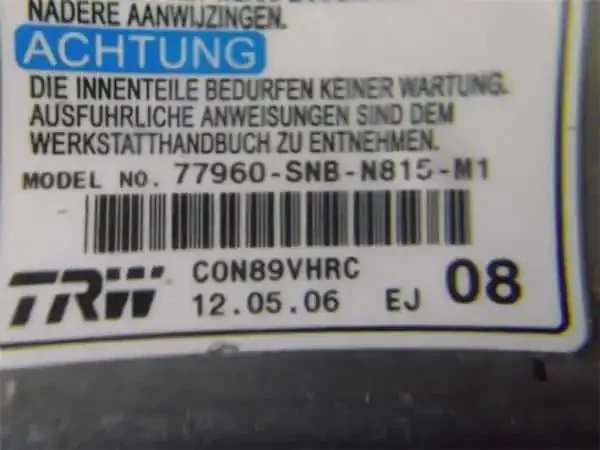 NADERE AANWIJZINGEN.
ACHTUNG
DIE INNENTEILE BEDURFEN KEINER WARTUNG.
AUSFUHRLICHE ANWEISUNGEN SIND DEM
WERKSTATTHANDBUCH ZU ENTNEHMEN.
MODEL NO. 77960-SNB-N815-M1
TRW CON89VHRC
12.05.06 EJ 08